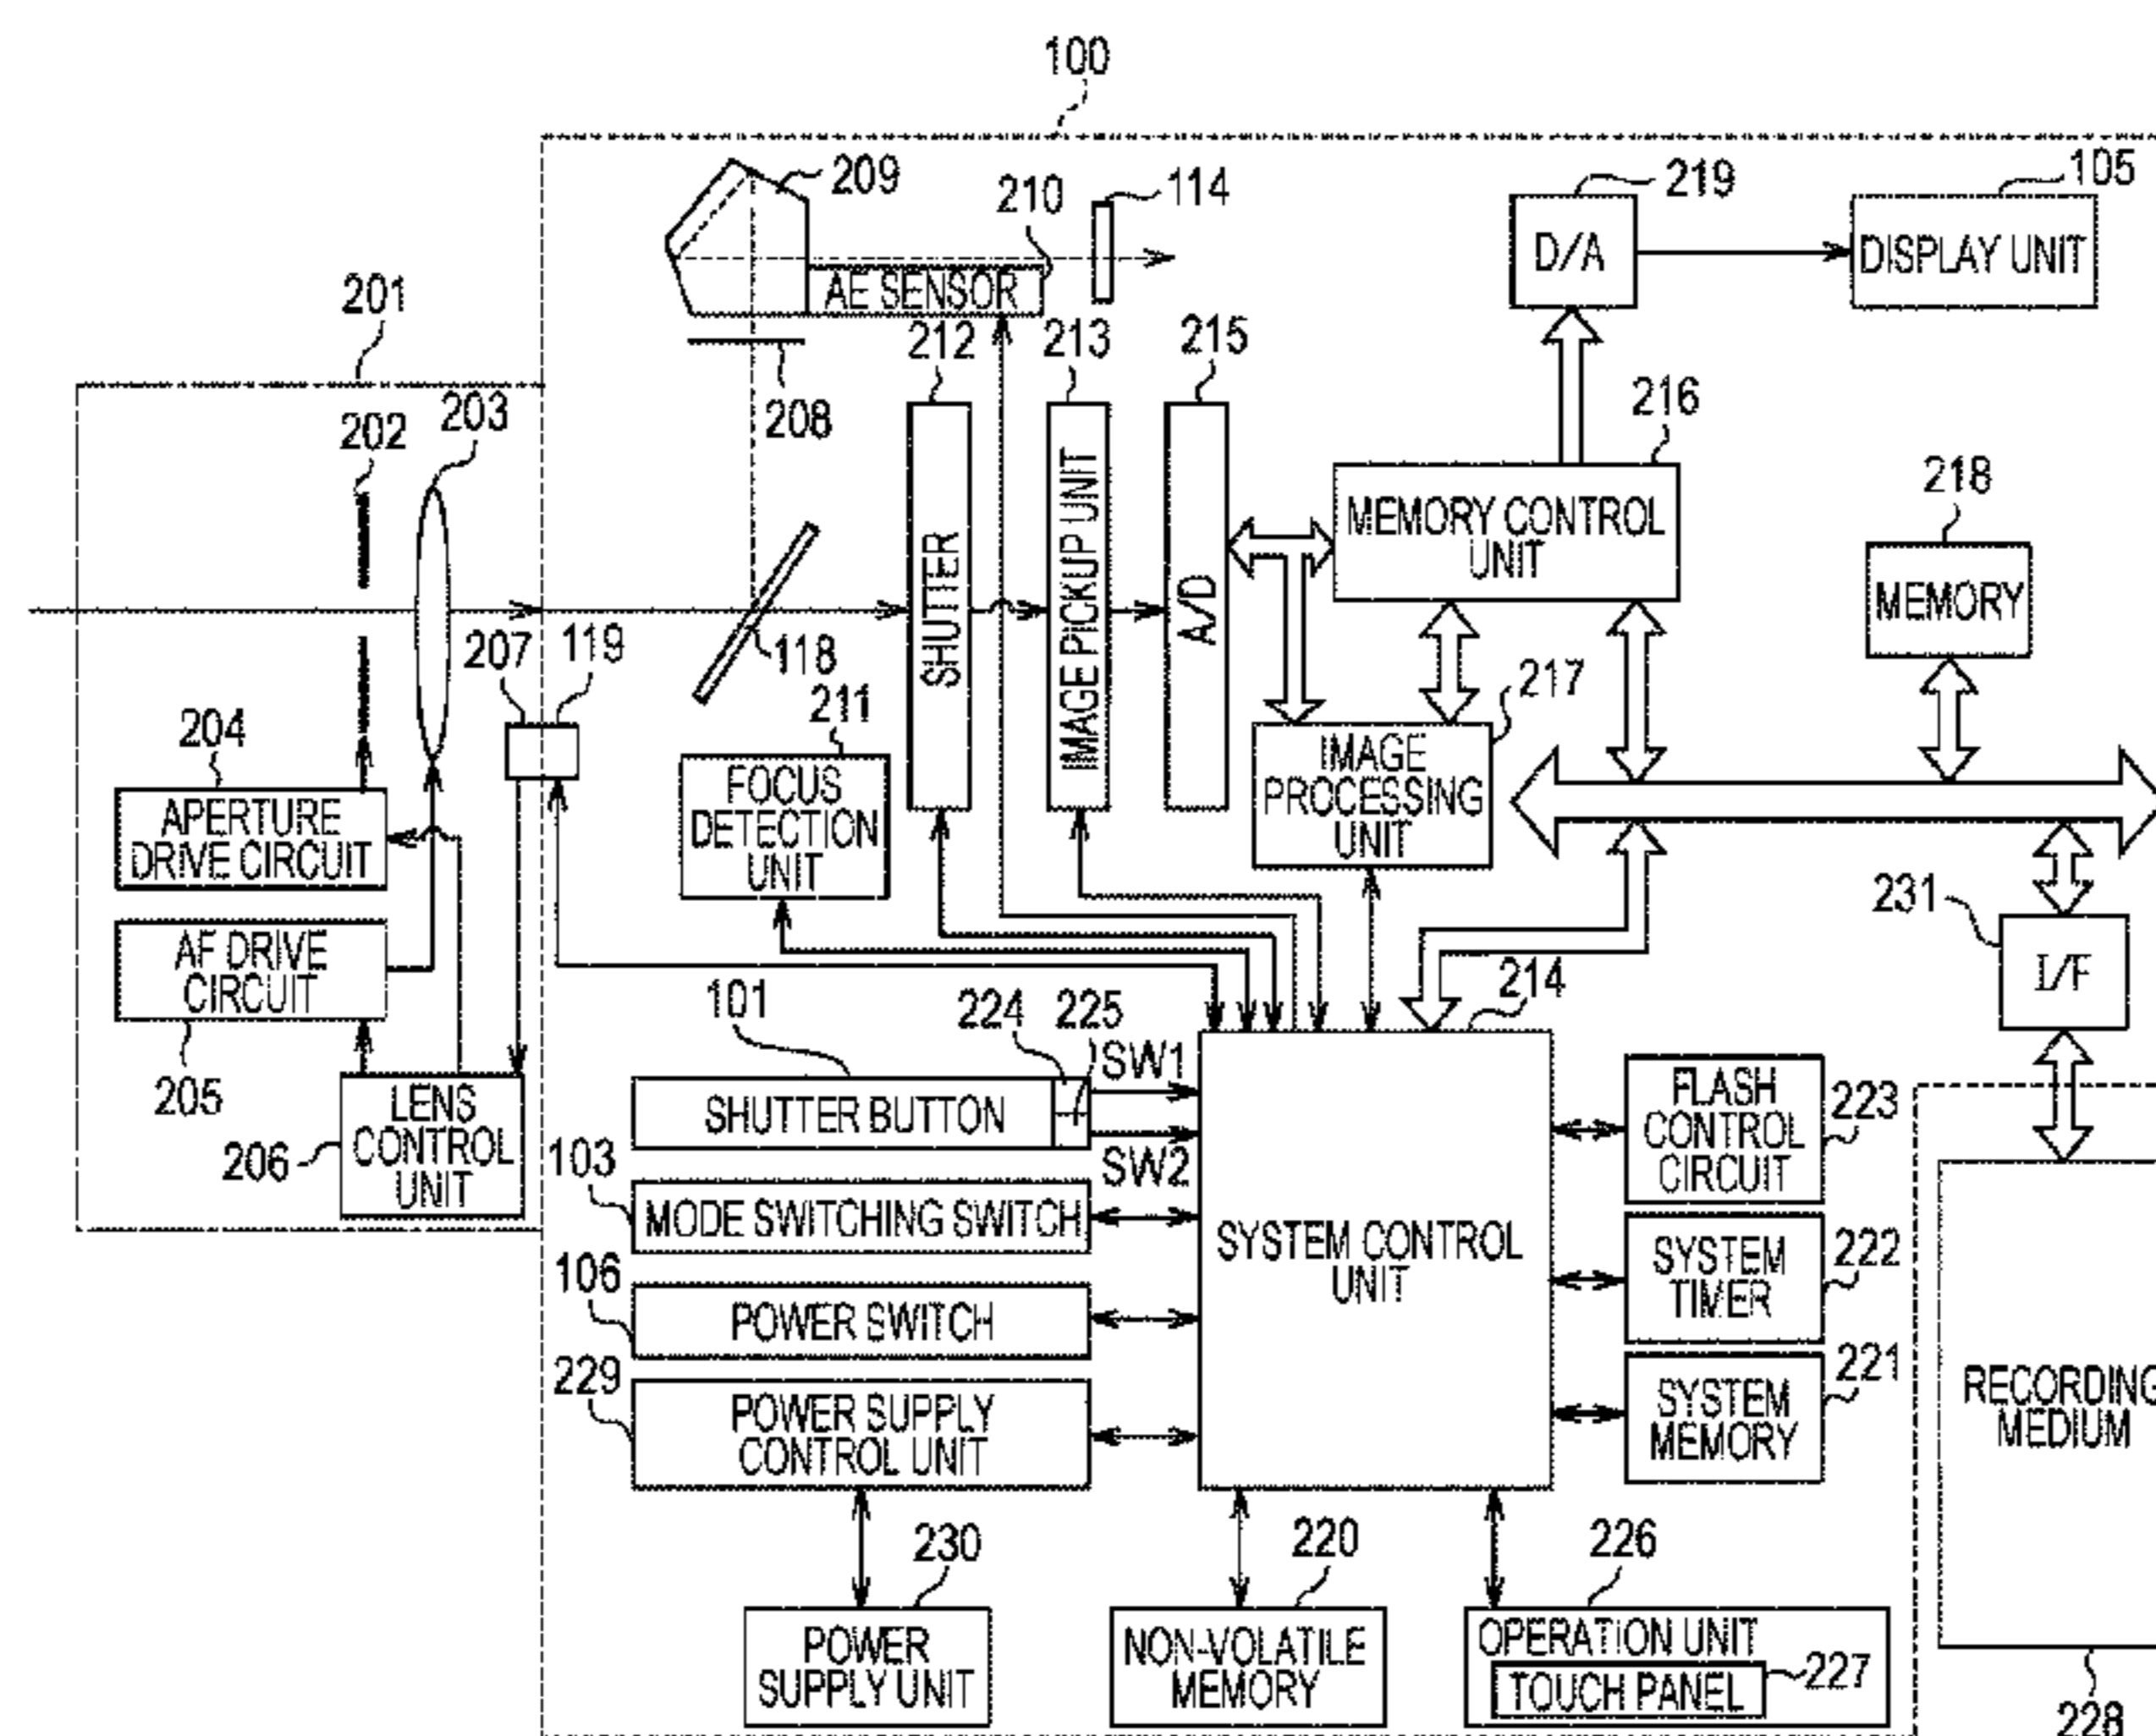 100
209
210
114
219
105
D/A
DISPLAY UNIT
AE SENSOR
201
212
213
215
208
216
202
203
218
MEMORY CONTROL
UNIT
MEMORY
SHUTTER
IMAGE PICKUP UNIT
A/D
207
119
118
211
217
204
APERTURE
DRIVE CIRCUIT
FOCUS
DETECTION
UNIT
IMAGE
PROCESSING
UNIT
231
I/F
AF DRIVE
CIRCUIT
205
101
224
225
214
SW1
SHUTTER BUTTON
SW2
LENS
CONTROL
UNIT
206
FLASH
CONTROL
CIRCUIT
223
103
MODE SWITCHING SWITCH
SYSTEM CONTROL
UNIT
SYSTEM
TIMER
222
106
POWER SWITCH
229
POWER SUPPLY
CONTROL UNIT
SYSTEM
MEMORY
221
RECORDING
MEDIUM
230
220
226
POWER
SUPPLY UNIT
NON-VOLATILE
MEMORY
OPERATION UNIT
TOUCH PANEL
227
228